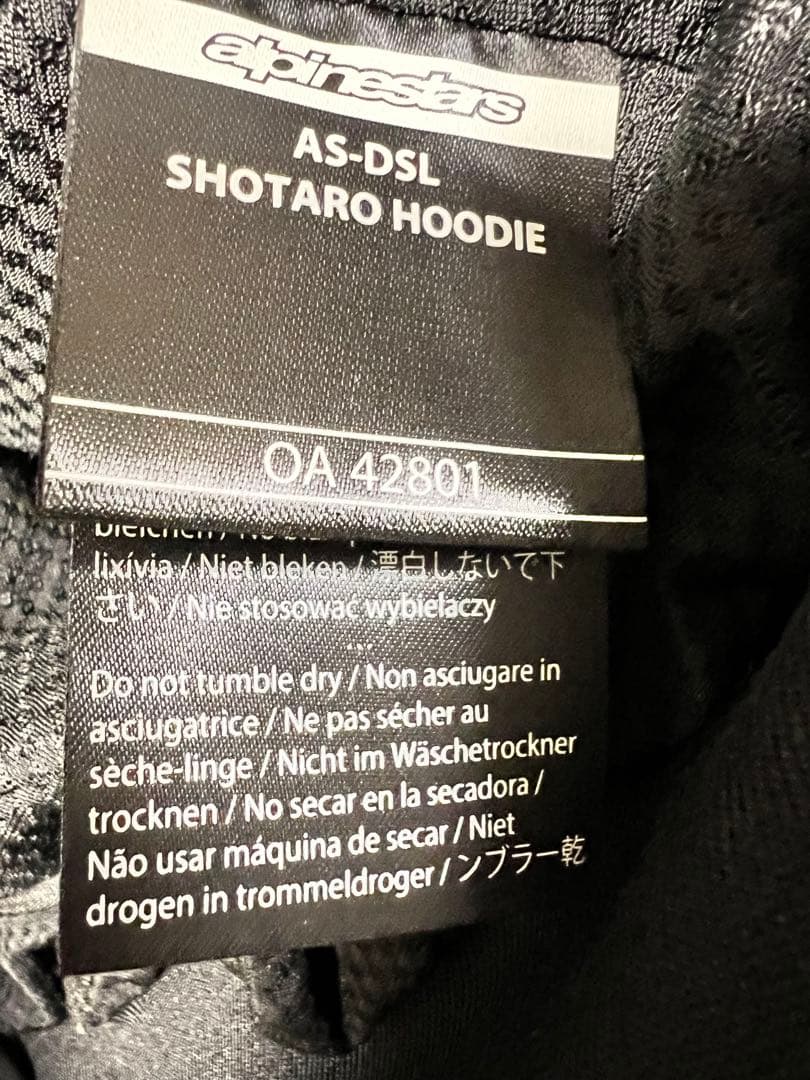 alpinestars
AS-DSL
SHOTARO HOODIE
OA 42801
lixívia / Niet bleken / 漂白しないで下
さい / Nie stosować wybielaczy
...
Do not tumble dry / Non asciugare in
asciugatrice / Ne pas sécher au
sèche-linge / Nicht im Wäschetrockner
trocknen / No secar en la secadora /
Não usar máquina de secar / Niet
drogen in trommeldroger / ンブラー乾